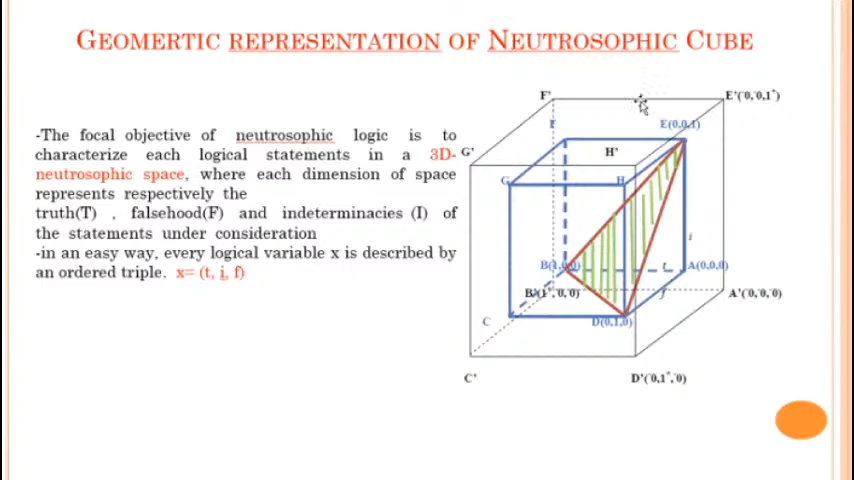 GEOMERTIC REPRESENTATION OF NEUTROSOPHIC CUBE
-The focal objective of neutrosophic logic is to
characterize each logical statements in a 3D-
neutrosophic space, where each dimension of space
represents respectively the
truth(T) , falsehood(F) and indeterminacies (I) of
the statements under consideration
-in an easy way, every logical variable x is described by
an ordered triple. x= (t, i, f)
F'
E'(⁻0,⁻0,1⁺)
F
E(0,0,1)
G'
H'
G
H
i
B(1,0,0)
t
A(0,0,0)
B'(1⁺,⁻0,⁻0)
f
A'(⁻0,⁻0,⁻0)
C
D(0,1,0)
C'
D'(⁻0,1⁺,⁻0)